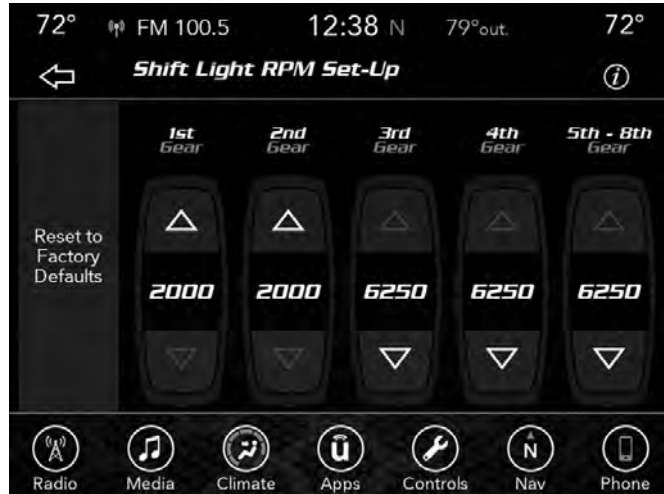 72° FM 100.5 12:38 N 79°out. 72°
Shift Light RPM Set-Up i
1st 2nd 3rd 4th 5th - 8th
Gear Gear Gear Gear Gear
Reset to
Factory
Defaults
2000 2000 6250 6250 6250
ū N
Radio Media Climate Apps Controls Nav Phone